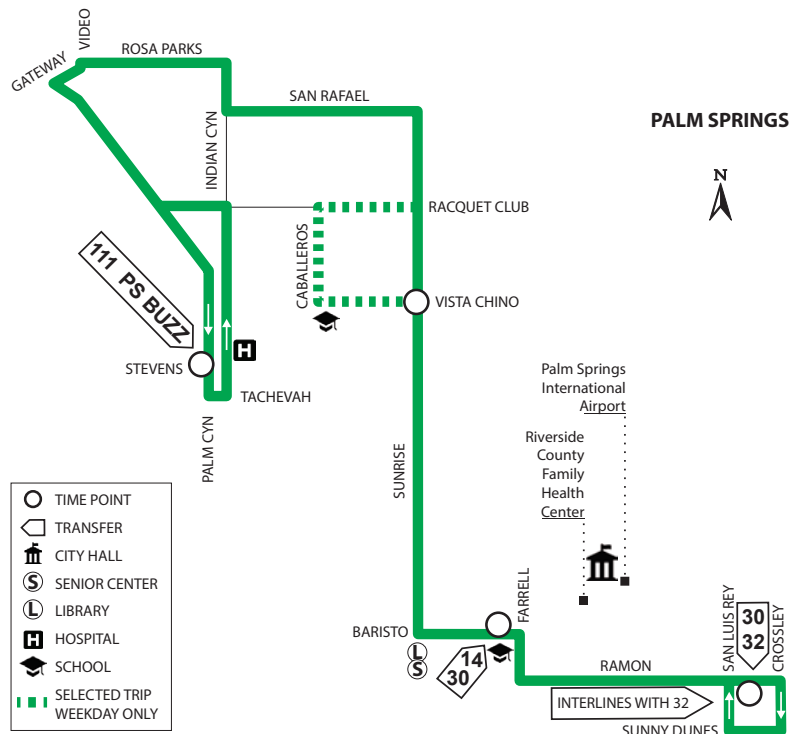 VIDEO
GATEWAY
ROSA PARKS
SAN RAFAEL
INDIAN CYN
PALM SPRINGS
N
RACQUET CLUB
CABALLEROS
VISTA CHINO
111 PS BUZZ
H
STEVENS
TACHEVAH
PALM CYN
SUNRISE
Palm Springs
International
Airport
Riverside
County
Family
Health
Center
TIME POINT
TRANSFER
CITY HALL
S SENIOR CENTER
L LIBRARY
H HOSPITAL
SCHOOL
SELECTED TRIP
WEEKDAY ONLY
BARISTO
L
S
14
30
FARRELL
RAMON
SAN LUIS REY
30
32
CROSSLEY
INTERLINES WITH 32
SUNNY DUNES